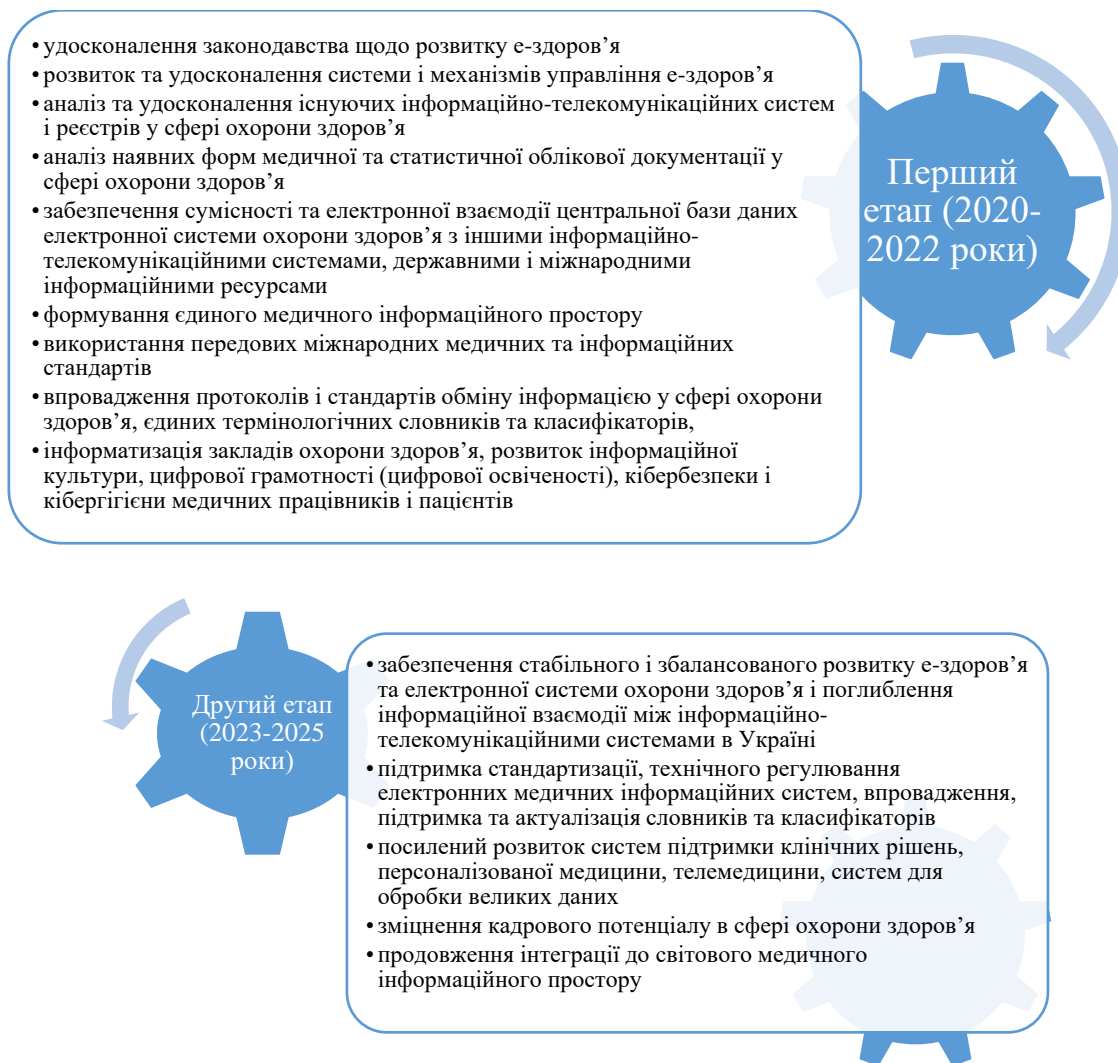 • удосконалення законодавства щодо розвитку е-здоров’я
• розвиток та удосконалення системи і механізмів управління е-здоров’я
• аналіз та удосконалення існуючих інформаційно-телекомунікаційних систем
і реєстрів у сфері охорони здоров’я
• аналіз наявних форм медичної та статистичної облікової документації у
сфері охорони здоров’я
• забезпечення сумісності та електронної взаємодії центральної бази даних
електронної системи охорони здоров’я з іншими інформаційно-
телекомунікаційними системами, державними і міжнародними
інформаційними ресурсами
• формування єдиного медичного інформаційного простору
• використання передових міжнародних медичних та інформаційних
стандартів
• впровадження протоколів і стандартів обміну інформацією у сфері охорони
здоров’я, єдиних термінологічних словників та класифікаторів,
• інформатизація закладів охорони здоров’я, розвиток інформаційної
культури, цифрової грамотності (цифрової освіченості), кібербезпеки і
кібергігієни медичних працівників і пацієнтів
Перший
етап (2020-
2022 роки)
Другий етап
(2023-2025
роки)
• забезпечення стабільного і збалансованого розвитку е-здоров’я
та електронної системи охорони здоров’я і поглиблення
інформаційної взаємодії між інформаційно-
телекомунікаційними системами в Україні
• підтримка стандартизації, технічного регулювання
електронних медичних інформаційних систем, впровадження,
підтримка та актуалізація словників та класифікаторів
• посилений розвиток систем підтримки клінічних рішень,
персоналізованої медицини, телемедицини, систем для
обробки великих даних
• зміцнення кадрового потенціалу в сфері охорони здоров’я
• продовження інтеграції до світового медичного
інформаційного простору